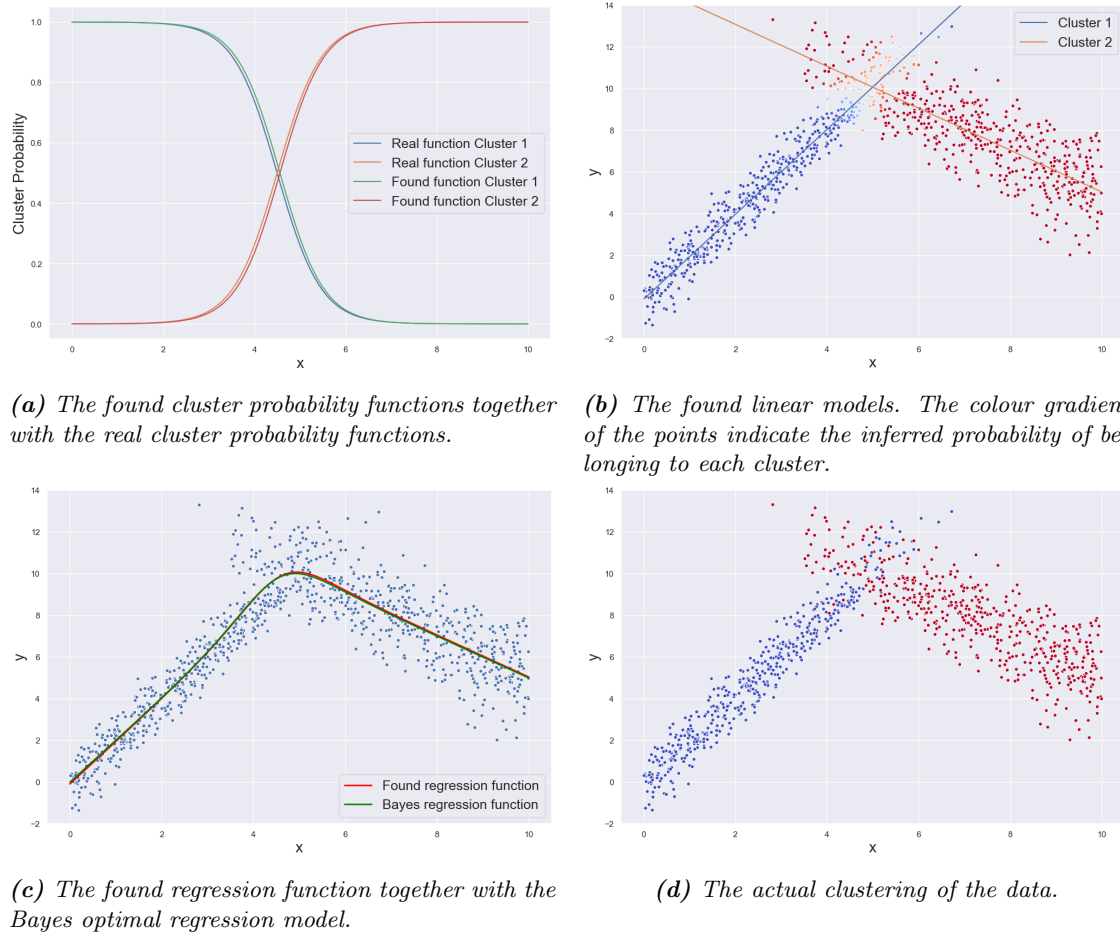 1.0
0.8
0.6
0.4
0.2
0.0
0 2 4 6 8 10
Cluster Probability
x
Real function Cluster 1
Real function Cluster 2
Found function Cluster 1
Found function Cluster 2
14
12
10
8
6
4
2
0
−2
0 2 4 6 8 10
y
x
Cluster 1
Cluster 2
(a) The found cluster probability functions together
with the real cluster probability functions.
(b) The found linear models. The colour gradien
of the points indicate the inferred probability of be
longing to each cluster.
14
12
10
8
6
4
2
0
−2
0 2 4 6 8 10
y
x
Found regression function
Bayes regression function
14
12
10
8
6
4
2
0
−2
0 2 4 6 8 10
y
x
(c) The found regression function together with the
Bayes optimal regression model.
(d) The actual clustering of the data.